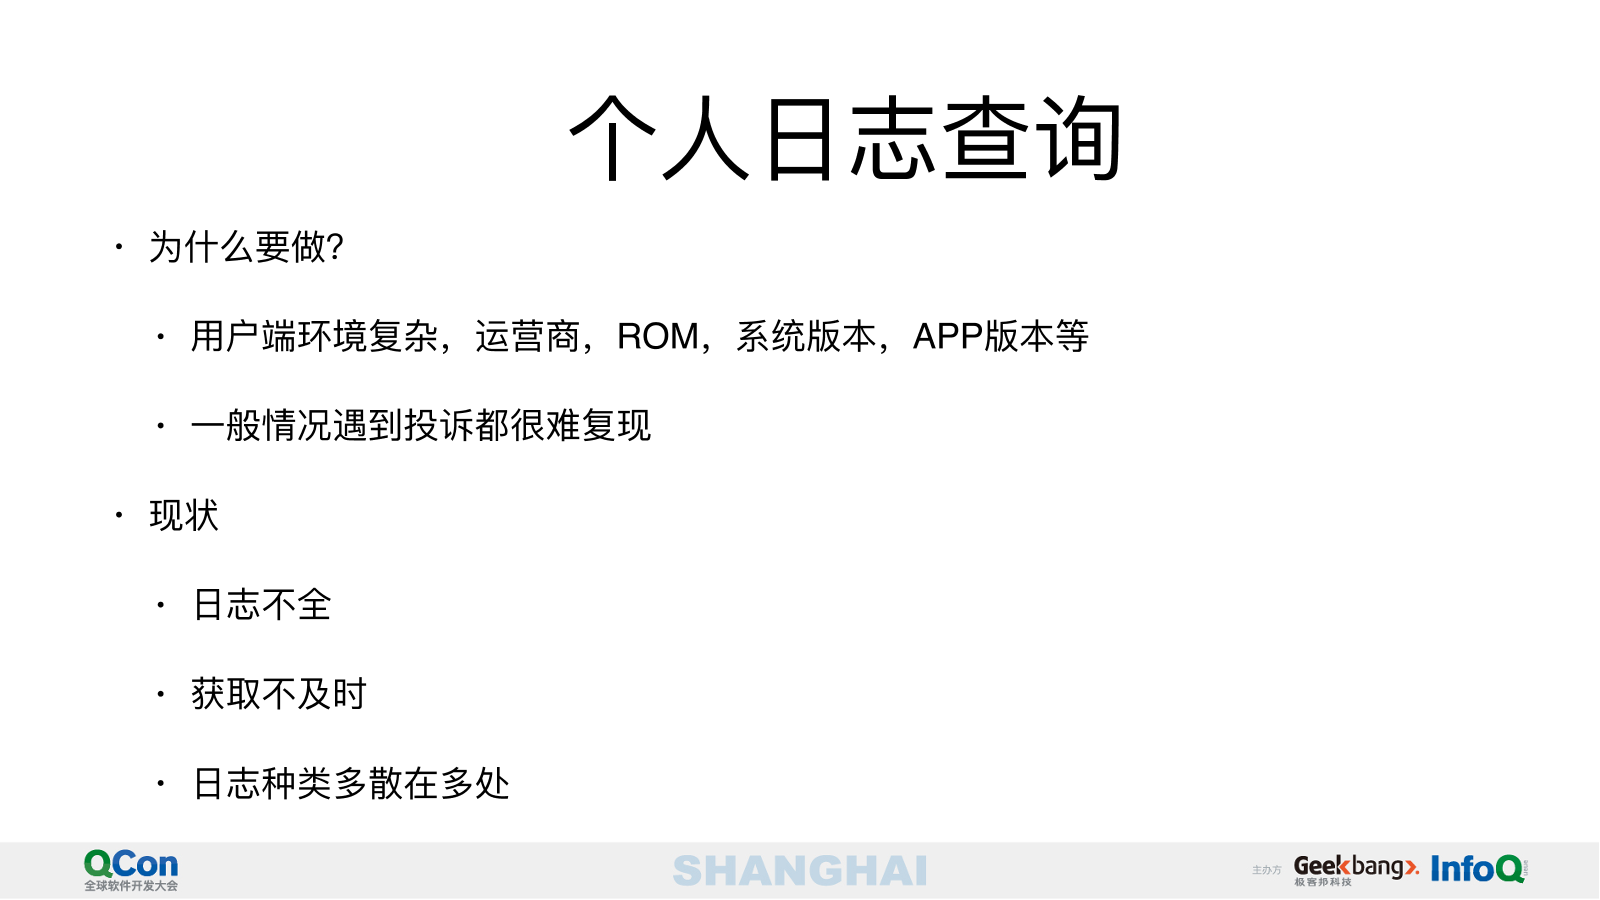 个人日志查询
• 为什么要做?
• 用户端环境复杂，运营商，ROM，系统版本，APP版本等
• 一般情况遇到投诉都很难复现
• 现状
• 日志不全
• 获取不及时
• 日志种类多散在多处
QCon
全球软件开发大会
SHANGHAI
主办方
Geekbang>.
极客邦科技
InfoQ